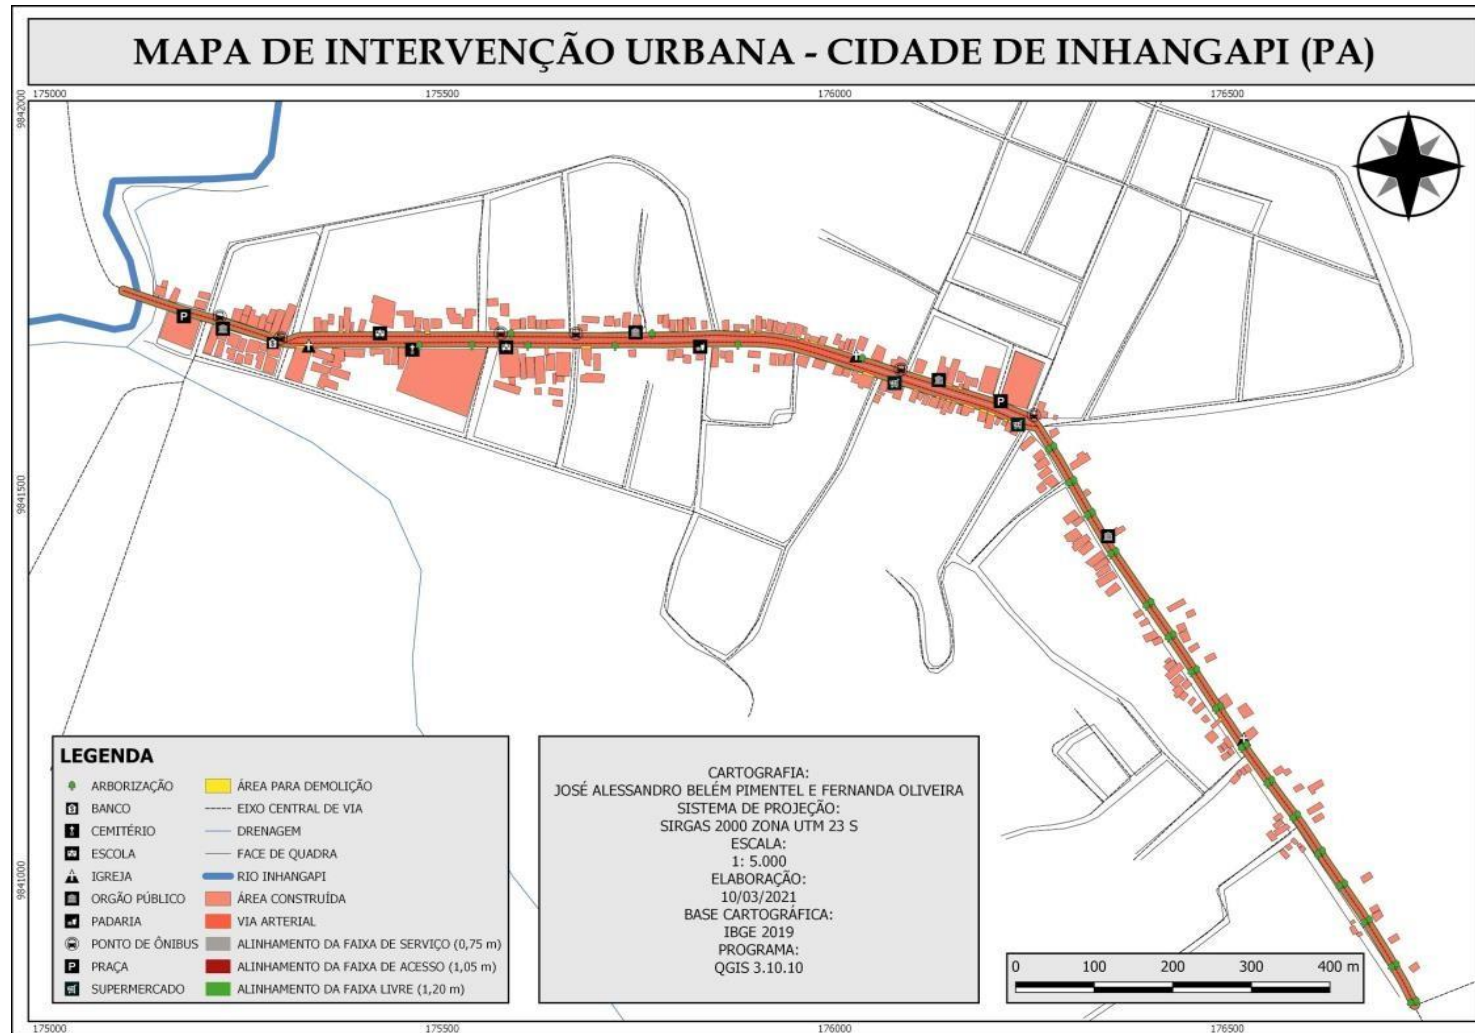 MAPA DE INTERVENÇÃO URBANA - CIDADE DE INHANGAPI (PA)
175000 175500 176000 176500
9842000
9841500
9841000
LEGENDA
ARBORIZAÇÃO
BANCO
CEMITÉRIO
ESCOLA
IGREJA
ORGÃO PÚBLICO
PADARIA
PONTO DE ÔNIBUS
PRAÇA
SUPERMERCADO
ÁREA PARA DEMOLIÇÃO
EIXO CENTRAL DE VIA
DRENAGEM
FACE DE QUADRA
RIO INHANGAPI
ÁREA CONSTRUÍDA
VIA ARTERIAL
ALINHAMENTO DA FAIXA DE SERVIÇO (0,75 m)
ALINHAMENTO DA FAIXA DE ACESSO (1,05 m)
ALINHAMENTO DA FAIXA LIVRE (1,20 m)
CARTOGRAFIA:
JOSÉ ALESSANDRO BELÉM PIMENTEL E FERNANDA OLIVEIRA
SISTEMA DE PROJEÇÃO:
SIRGAS 2000 ZONA UTM 23 S
ESCALA:
1: 5.000
ELABORAÇÃO:
10/03/2021
BASE CARTOGRÁFICA:
IBGE 2019
PROGRAMA:
QGIS 3.10.10
0 100 200 300 400 m
175000 175500 176000 176500